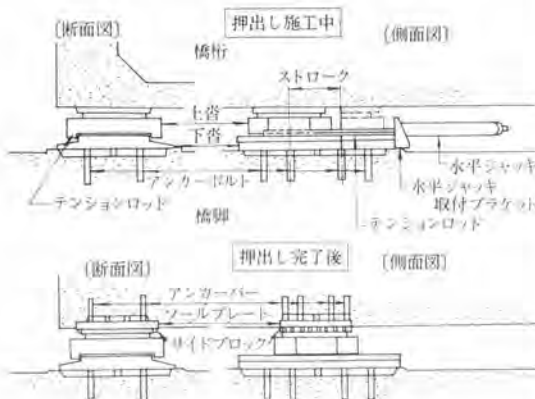 (断面図)
押出し施工中
(側面図)
橋桁
ストローク
上沓
下沓
アンカーボルト
水平ジャッキ
水平ジャッキ
取付ブラケット
テンションロッド
テンションロッド
橋脚
(断面図)
押出し完了後
(側面図)
アンカーバー
ソールプレート
サイドブロック